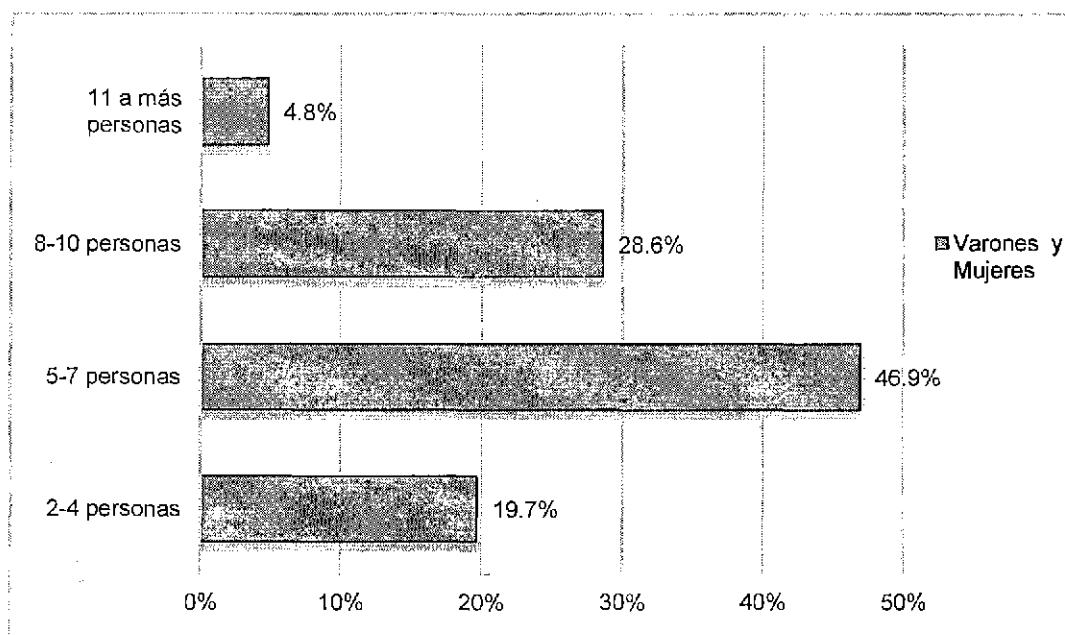 11 a más
personas
4.8%
8-10 personas
28.6%
Varones y
Mujeres
5-7 personas
46.9%
2-4 personas
19.7%
0%
10%
20%
30%
40%
50%